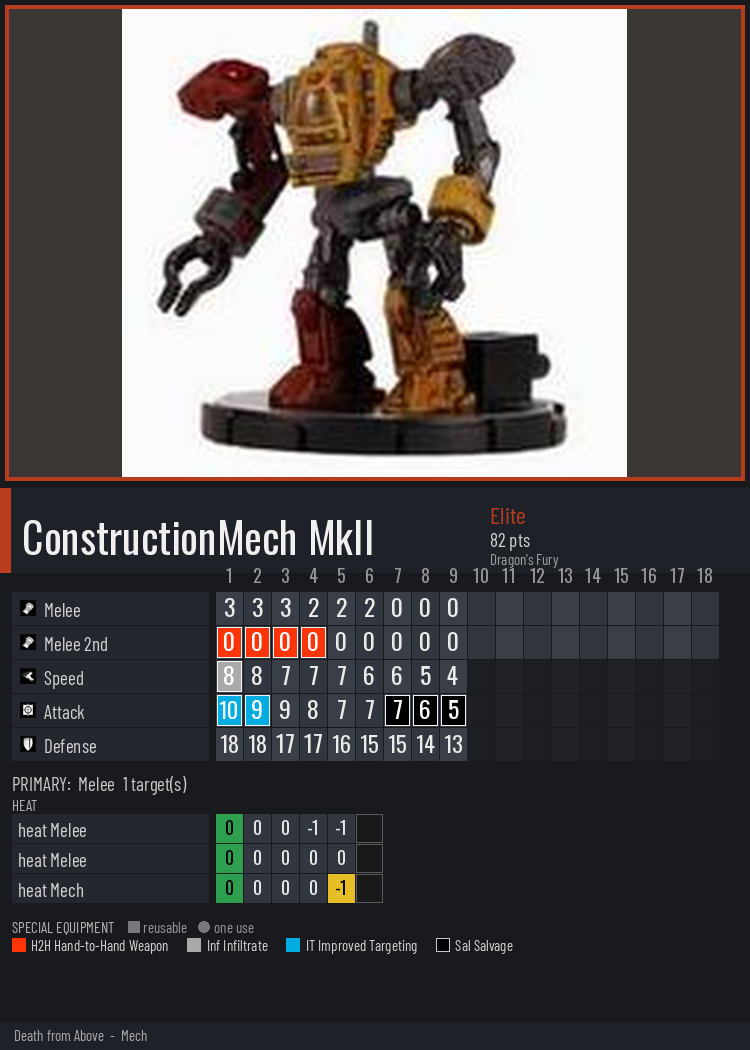 ConstructionMech MkII
Elite
82 pts
Dragon's Fury
1 2 3 4 5 6 7 8 9 10 11 12 13 14 15 16 17 18
Melee 3 3 3 2 2 2 0 0 0
Melee 2nd 0 0 0 0 0 0 0 0 0
Speed 8 8 7 7 7 6 6 5 4
Attack 10 9 9 8 7 7 7 6 5
Defense 18 18 17 17 16 15 15 14 13
PRIMARY: Melee 1 target(s)
HEAT
heat Melee 0 0 0 -1 -1
heat Melee 0 0 0 0 0
heat Mech 0 0 0 0 -1
SPECIAL EQUIPMENT reusable one use
H2H Hand-to-Hand Weapon Inf Infiltrate IT Improved Targeting Sal Salvage
Death from Above - Mech